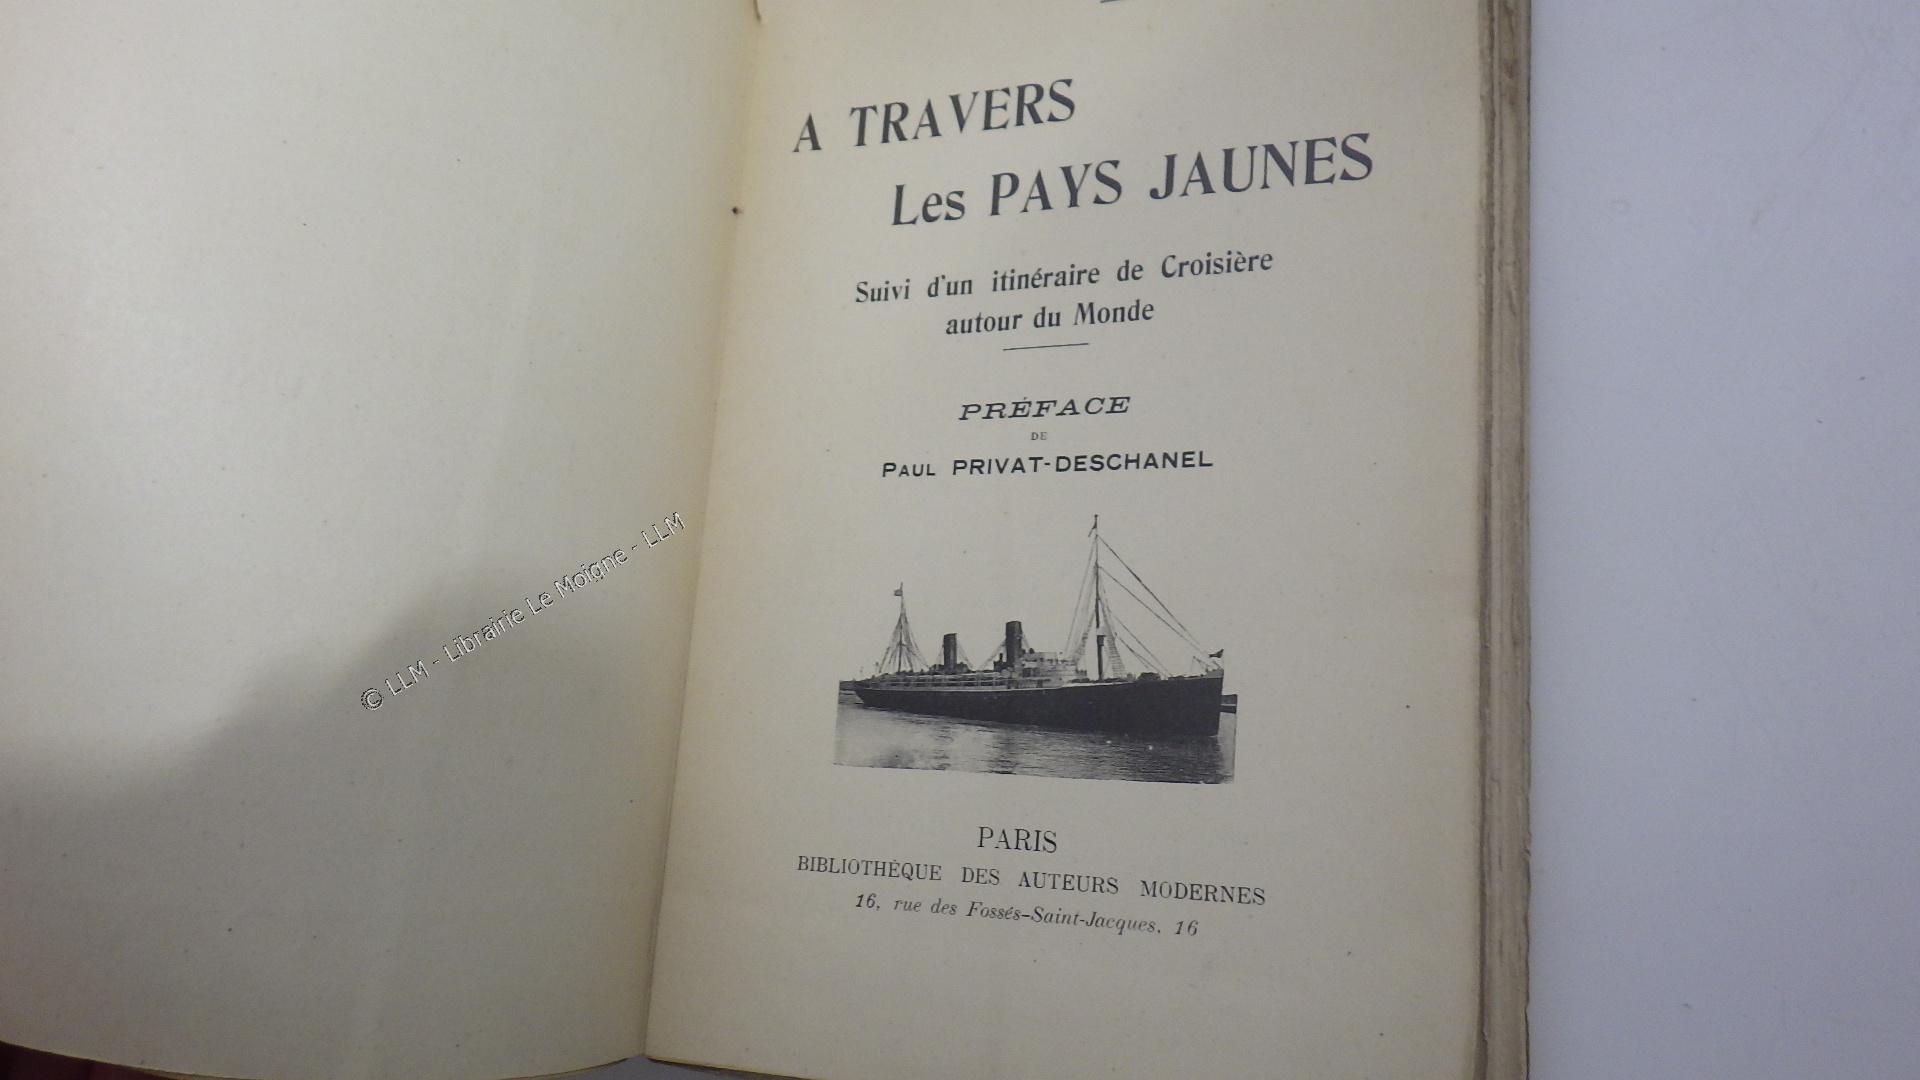 A TRAVERS
Les PAYS JAUNES
Suivi d'un itinéraire de Croisière
autour du Monde
PRÉFACE
DE
PAUL PRIVAT-DESCHANEL
PARIS
BIBLIOTHÈQUE DES AUTEURS MODERNES
16, rue des Fossés-Saint-Jacques, 16
© LLM - Librairie Le Moigne - LLM